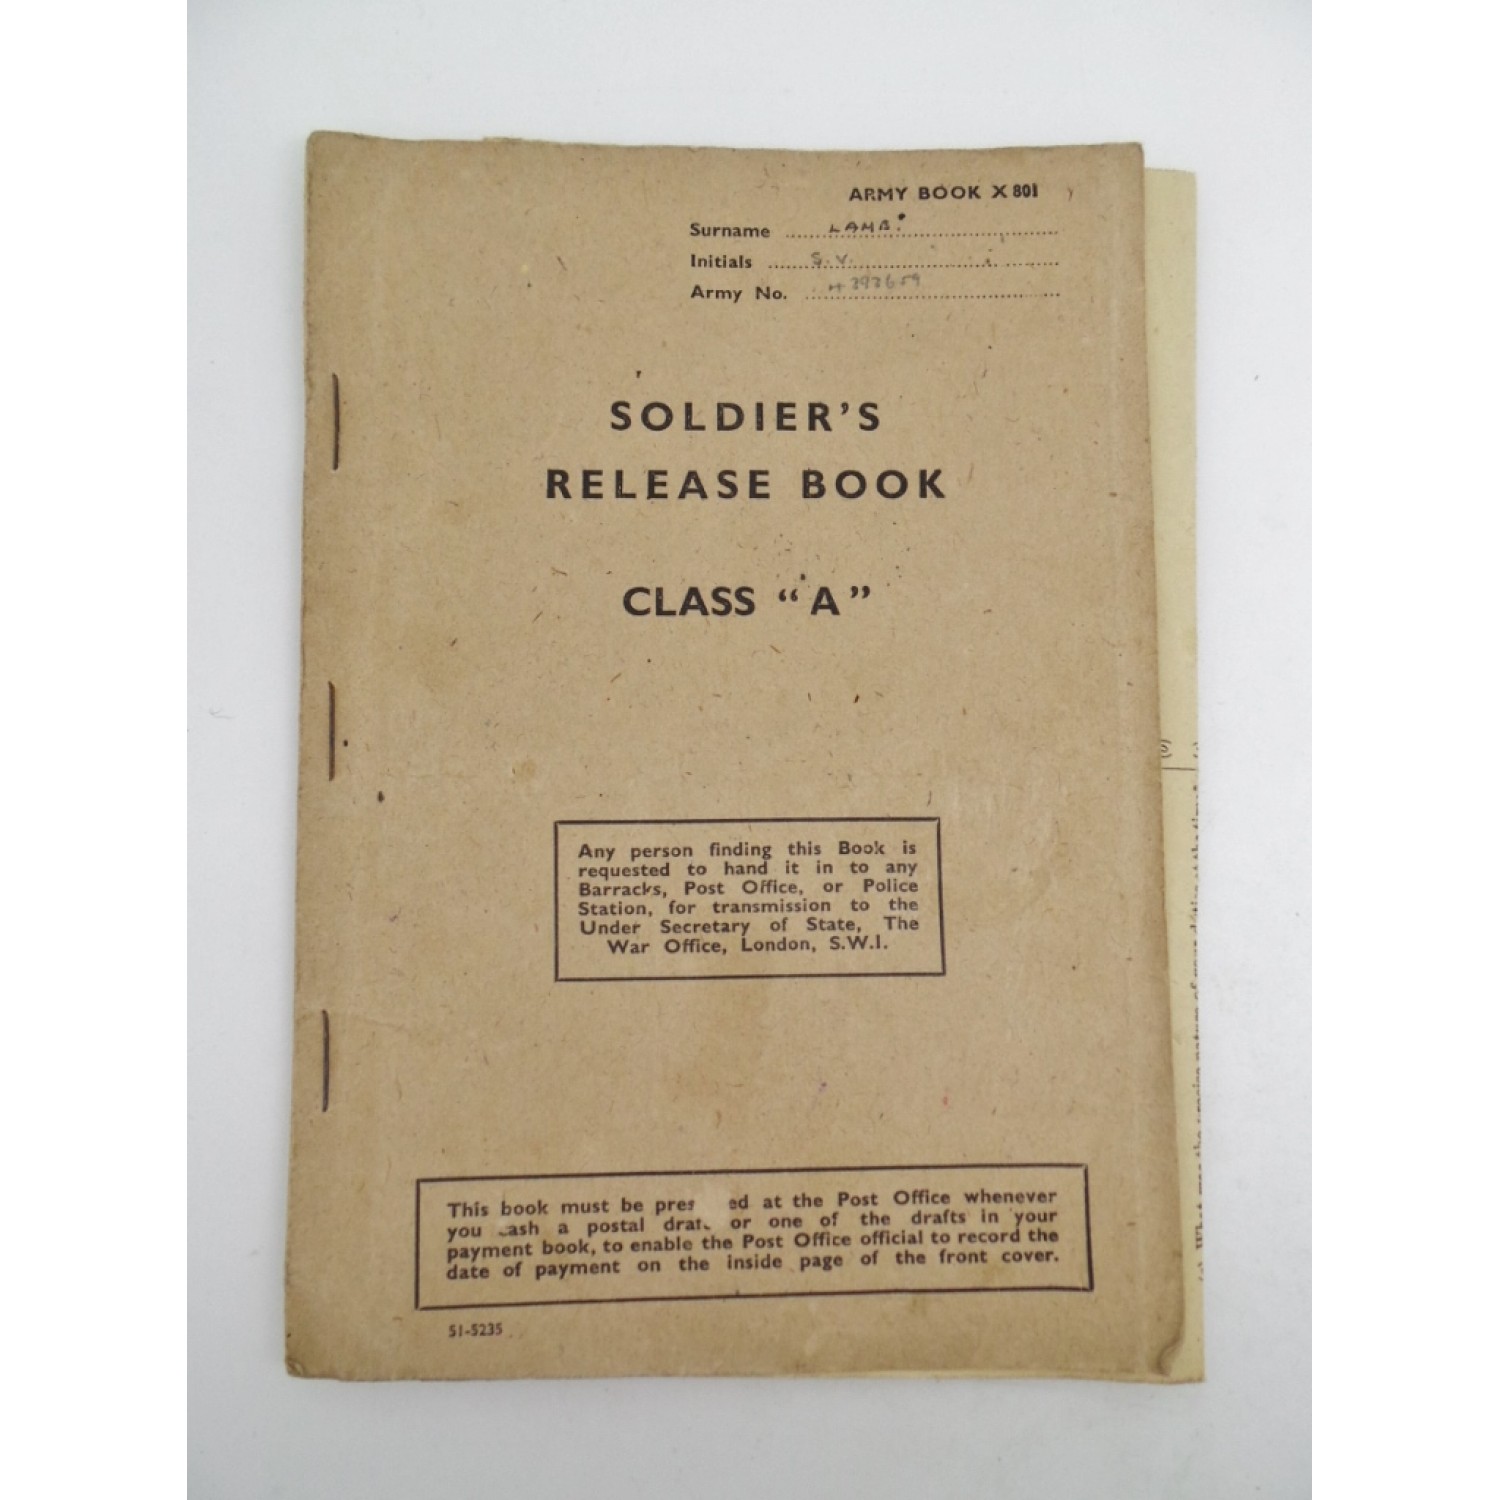 ARMY BOOK X 801
Surname LAMB.
Initials S.V.
Army No.
SOLDIER'S
RELEASE BOOK
CLASS "A"
Any person finding this Book is
requested to hand it in to any
Barracks, Post Office, or Police
Station, for transmission to the
Under Secretary of State, The
War Office, London, S.W.1.
This book must be pres ed at the Post Office whenever
you cash a postal draft or one of the drafts in your
payment book, to enable the Post Office official to record the
date of payment on the inside page of the front cover.
51-5235